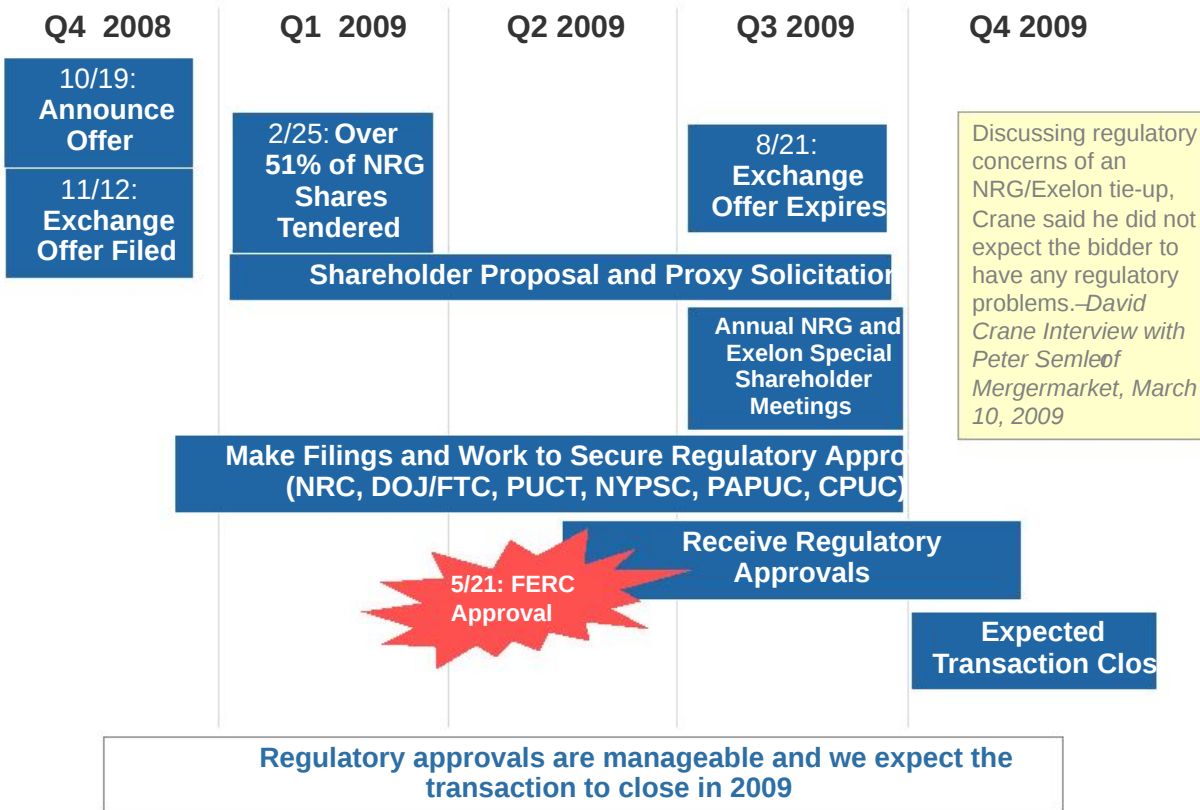 Q4 2008
Q1 2009
Q2 2009
Q3 2009
Q4 2009
10/19:
Announce
Offer
11/12:
Exchange
Offer Filed
2/25: Over
51% of NRG
Shares
Tendered
8/21:
Exchange
Offer Expires
Discussing regulatory
concerns of an
NRG/Exelon tie-up,
Crane said he did not
expect the bidder to
have any regulatory
problems.–David
Crane Interview with
Peter Semler of
Mergermarket, March
10, 2009
Shareholder Proposal and Proxy Solicitation
Annual NRG and
Exelon Special
Shareholder
Meetings
Make Filings and Work to Secure Regulatory Appro
(NRC, DOJ/FTC, PUCT, NYPSC, PAPUC, CPUC)
Receive Regulatory
Approvals
5/21: FERC
Approval
Expected
Transaction Clos
Regulatory approvals are manageable and we expect the
transaction to close in 2009